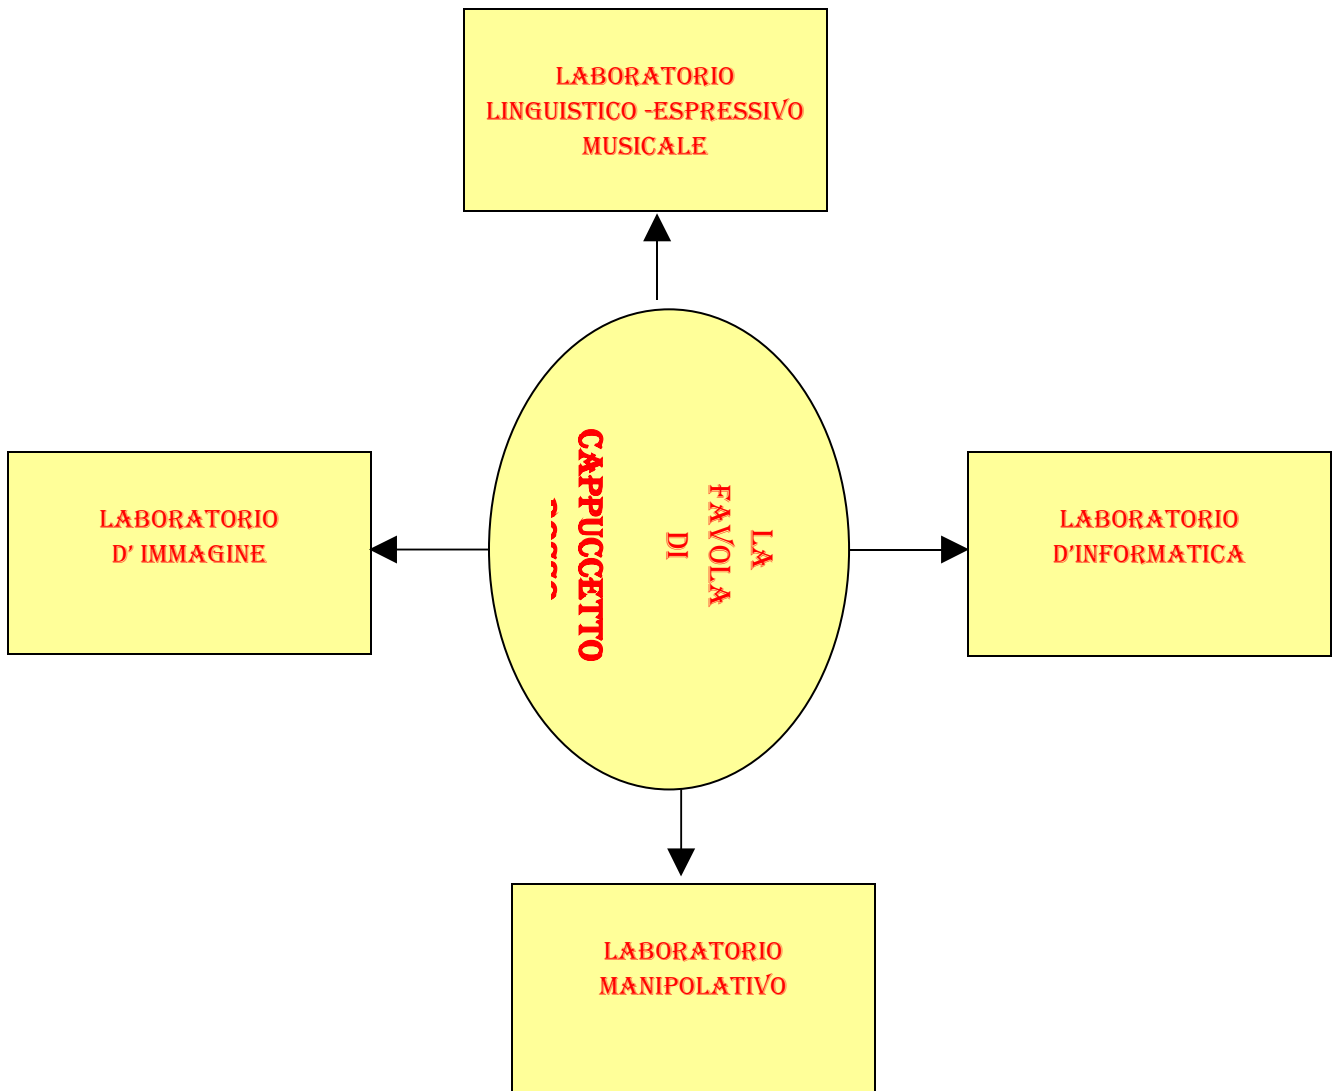 LABORATORIO
LINGUISTICO -ESPRESSIVO
MUSICALE
LABORATORIO
D' IMMAGINE
LA
FAVOLA
DI
CAPPUCCETTO
LABORATORIO
D'INFORMATICA
LABORATORIO
MANIPOLATIVO